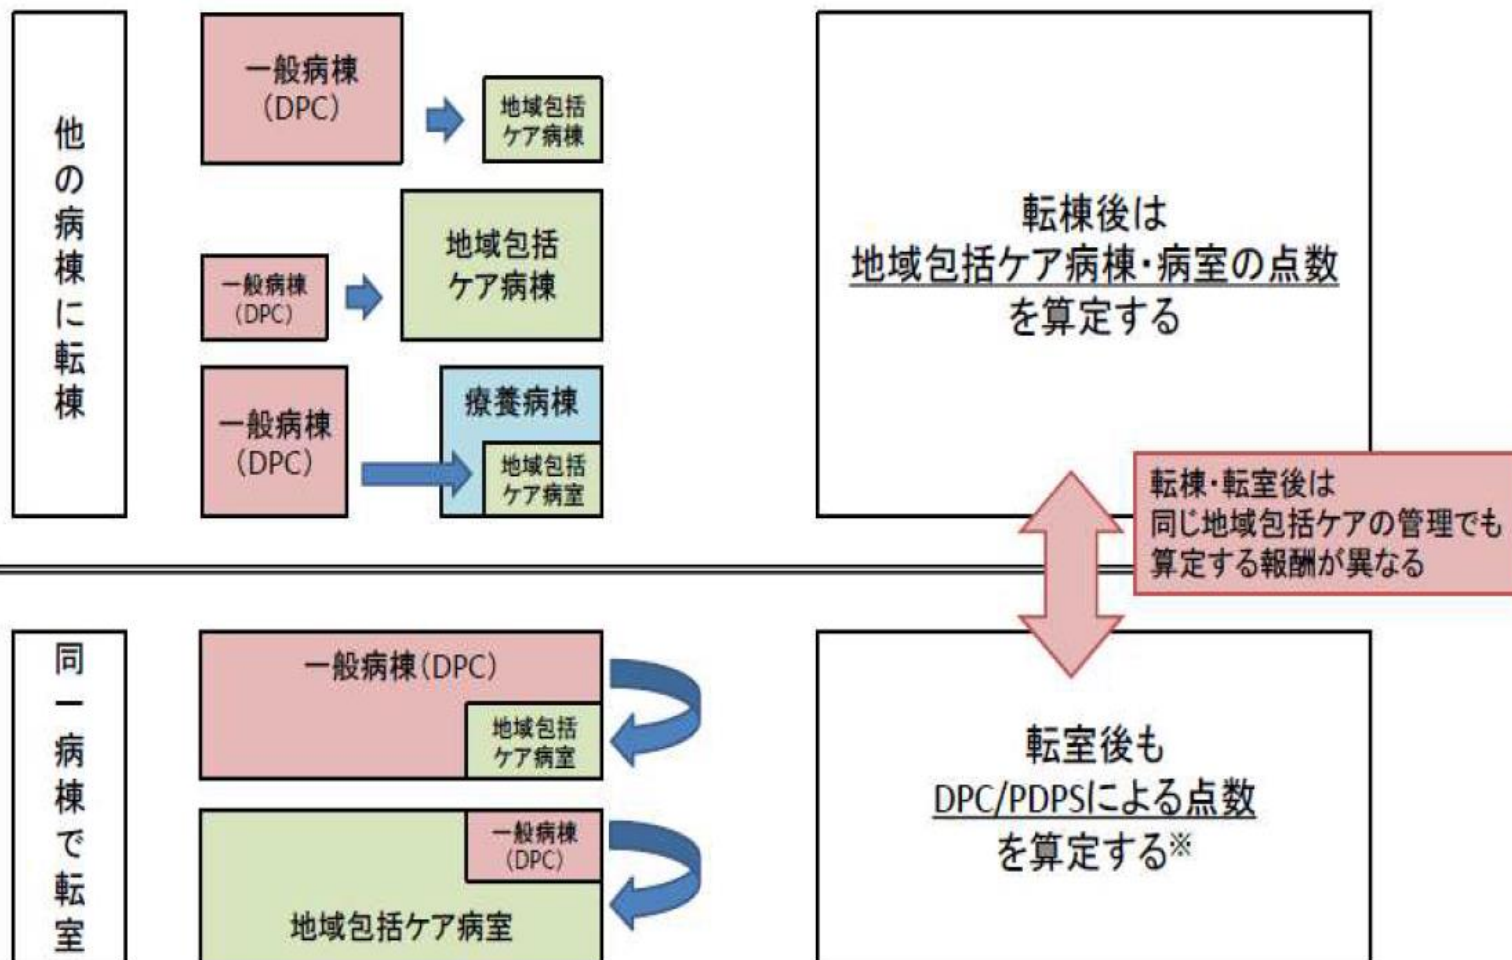 他の病棟に転棟
一般病棟
(DPC)
地域包括
ケア病棟
一般病棟
(DPC)
地域包括
ケア病棟
一般病棟
(DPC)
療養病棟
地域包括
ケア病室
転棟後は
地域包括ケア病棟・病室の点数
を算定する
転棟・転室後は
同じ地域包括ケアの管理でも
算定する報酬が異なる
同一病棟で転室
一般病棟(DPC)
地域包括
ケア病室
一般病棟
(DPC)
地域包括ケア病室
転室後も
DPC/PDPSによる点数
を算定する※